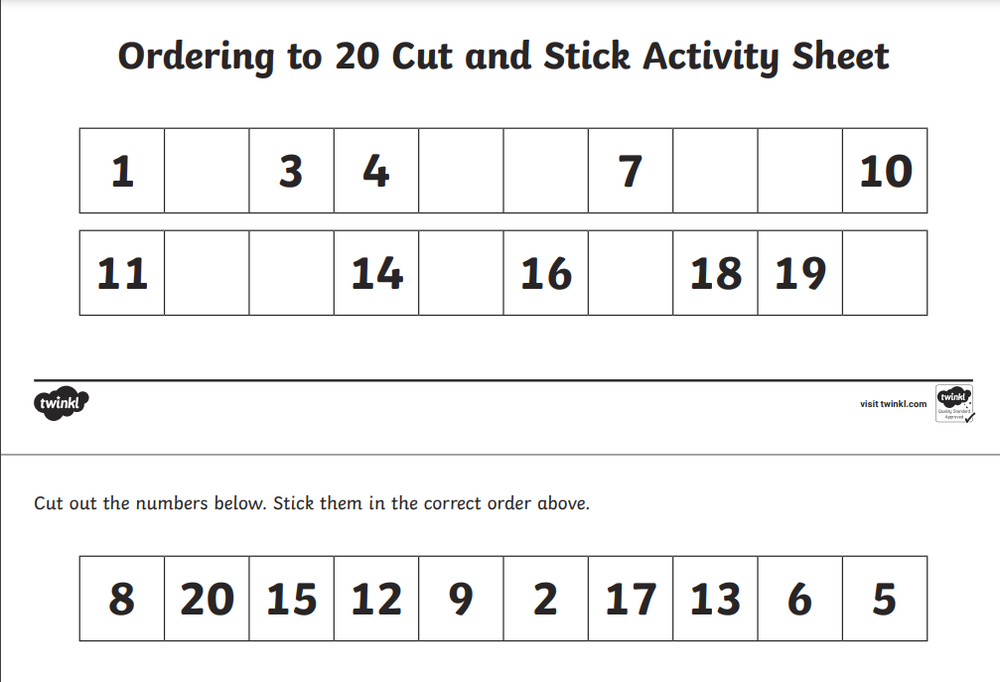 Ordering to 20 Cut and Stick Activity Sheet
1 3 4 7 10
11 14 16 18 19
twinkl
visit twinkl.com
twinkl
Quality Standard
Approved
Cut out the numbers below. Stick them in the correct order above.
8 20 15 12 9 2 17 13 6 5